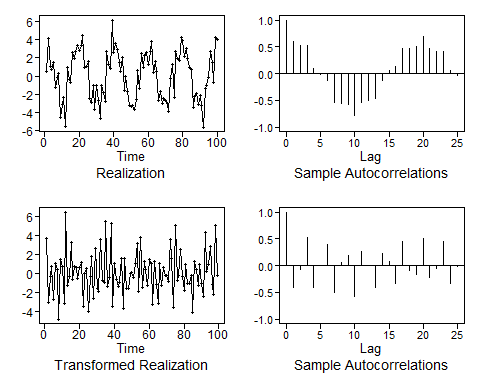 6
4
2
0
-2
-4
-6
0 20 40 60 80 100
Time
Realization
1.0
0.5
0.0
-0.5
-1.0
0 5 10 15 20 25
Lag
Sample Autocorrelations
6
4
2
0
-2
-4
0 20 40 60 80 100
Time
Transformed Realization
1.0
0.5
0.0
-0.5
-1.0
0 5 10 15 20 25
Lag
Sample Autocorrelations